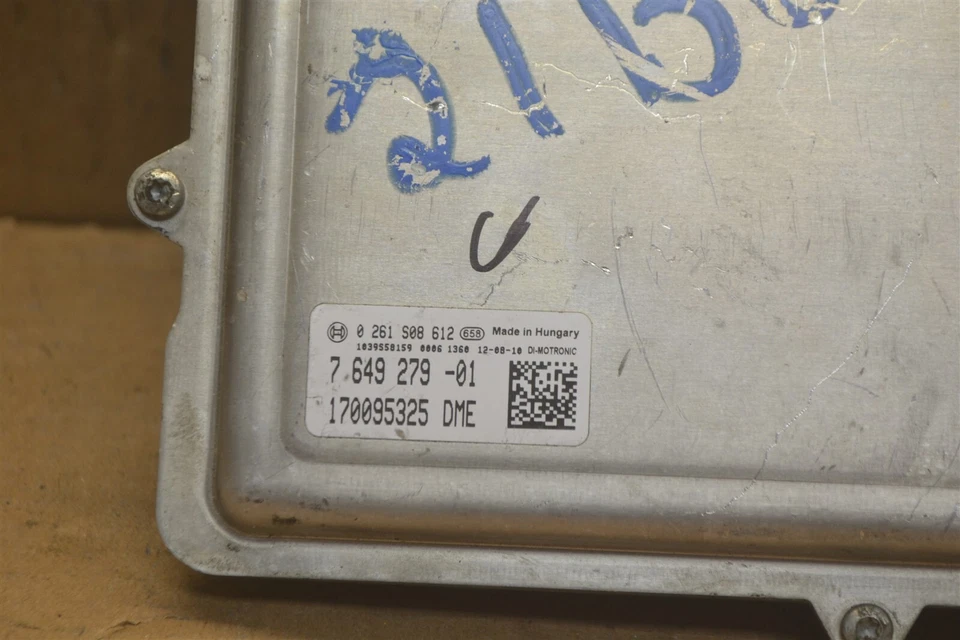 0 261 S08 612 658 Made in Hungary
1039S58159 0006 1360 12-08-10 DI-MOTRONIC
7 649 279 -01
170095325 DME